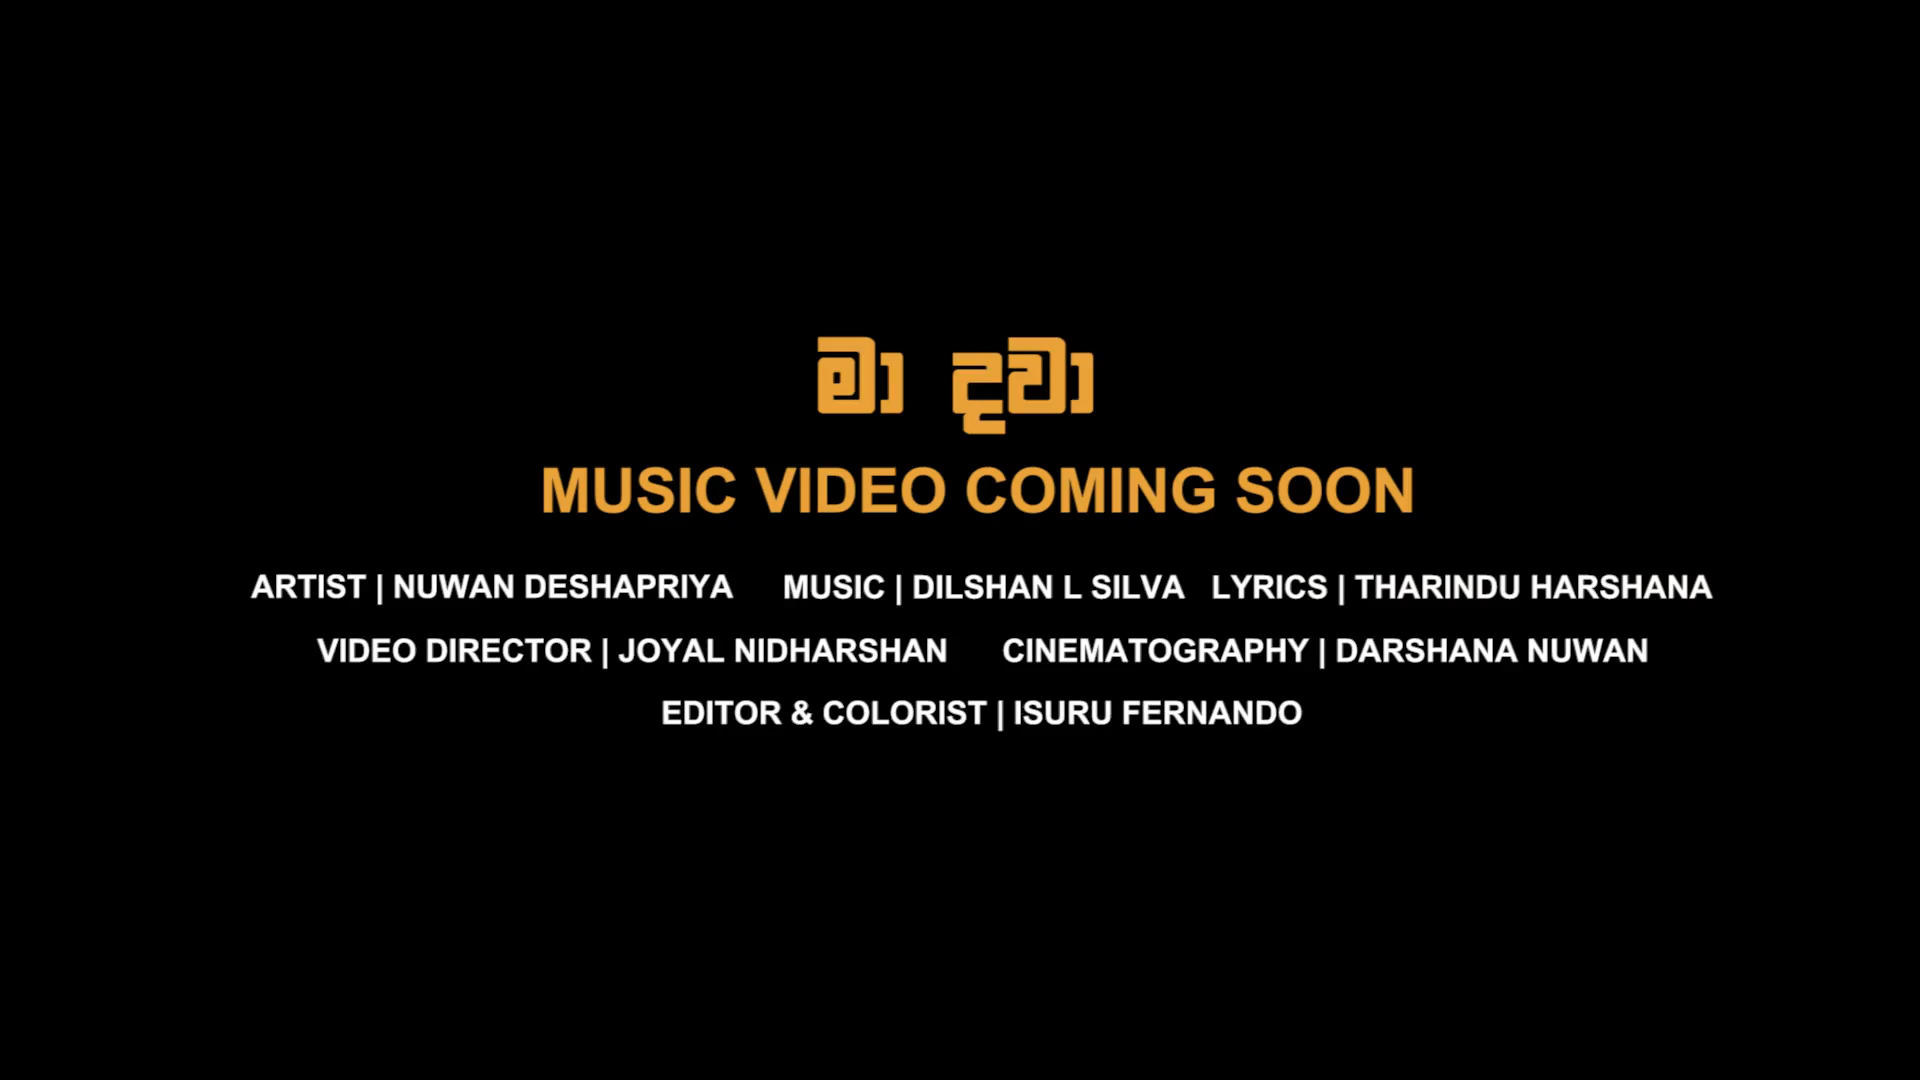 මා දවා
MUSIC VIDEO COMING SOON
ARTIST | NUWAN DESHAPRIYA MUSIC | DILSHAN L SILVA LYRICS | THARINDU HARSHANA
VIDEO DIRECTOR | JOYAL NIDHARSHAN CINEMATOGRAPHY | DARSHANA NUWAN
EDITOR & COLORIST | ISURU FERNANDO